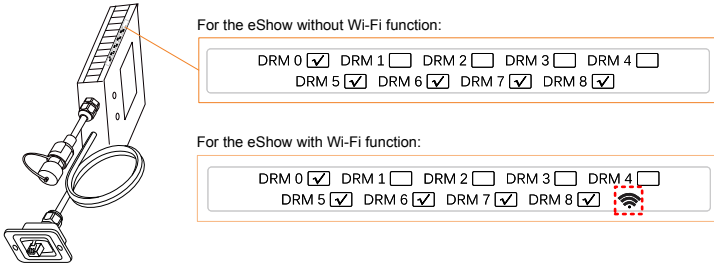 For the eShow without Wi-Fi function:
DRM 0 ☑ DRM 1 ☐ DRM 2 ☐ DRM 3 ☐ DRM 4 ☐
DRM 5 ☑ DRM 6 ☑ DRM 7 ☑ DRM 8 ☑
For the eShow with Wi-Fi function:
DRM 0 ☑ DRM 1 ☐ DRM 2 ☐ DRM 3 ☐ DRM 4 ☐
DRM 5 ☑ DRM 6 ☑ DRM 7 ☑ DRM 8 ☑